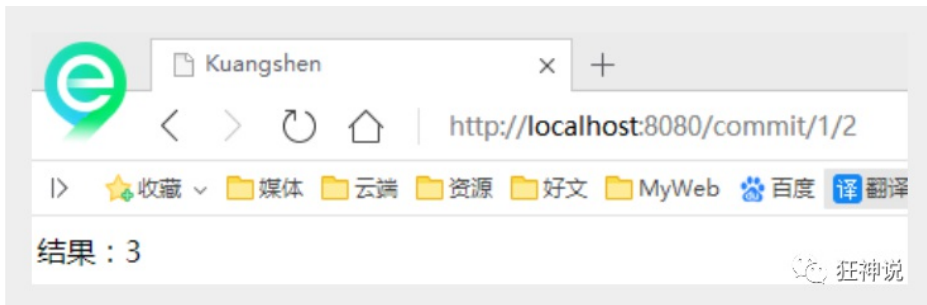 Kuangshen
http://localhost:8080/commit/1/2
收藏 媒体 云端 资源 好文 MyWeb 百度 译 翻译
结果：3
狂神说